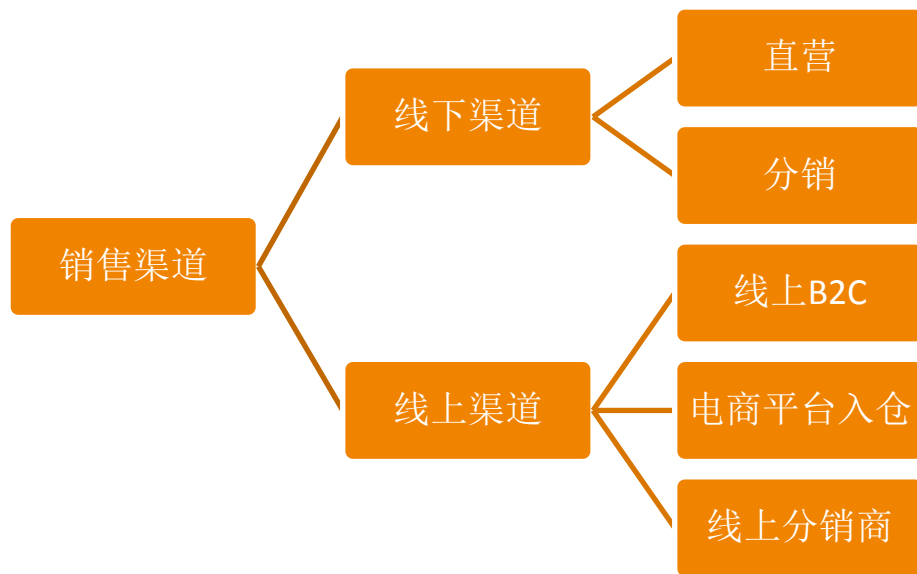 销售渠道
线下渠道
直营
分销
线上渠道
线上B2C
电商平台入仓
线上分销商